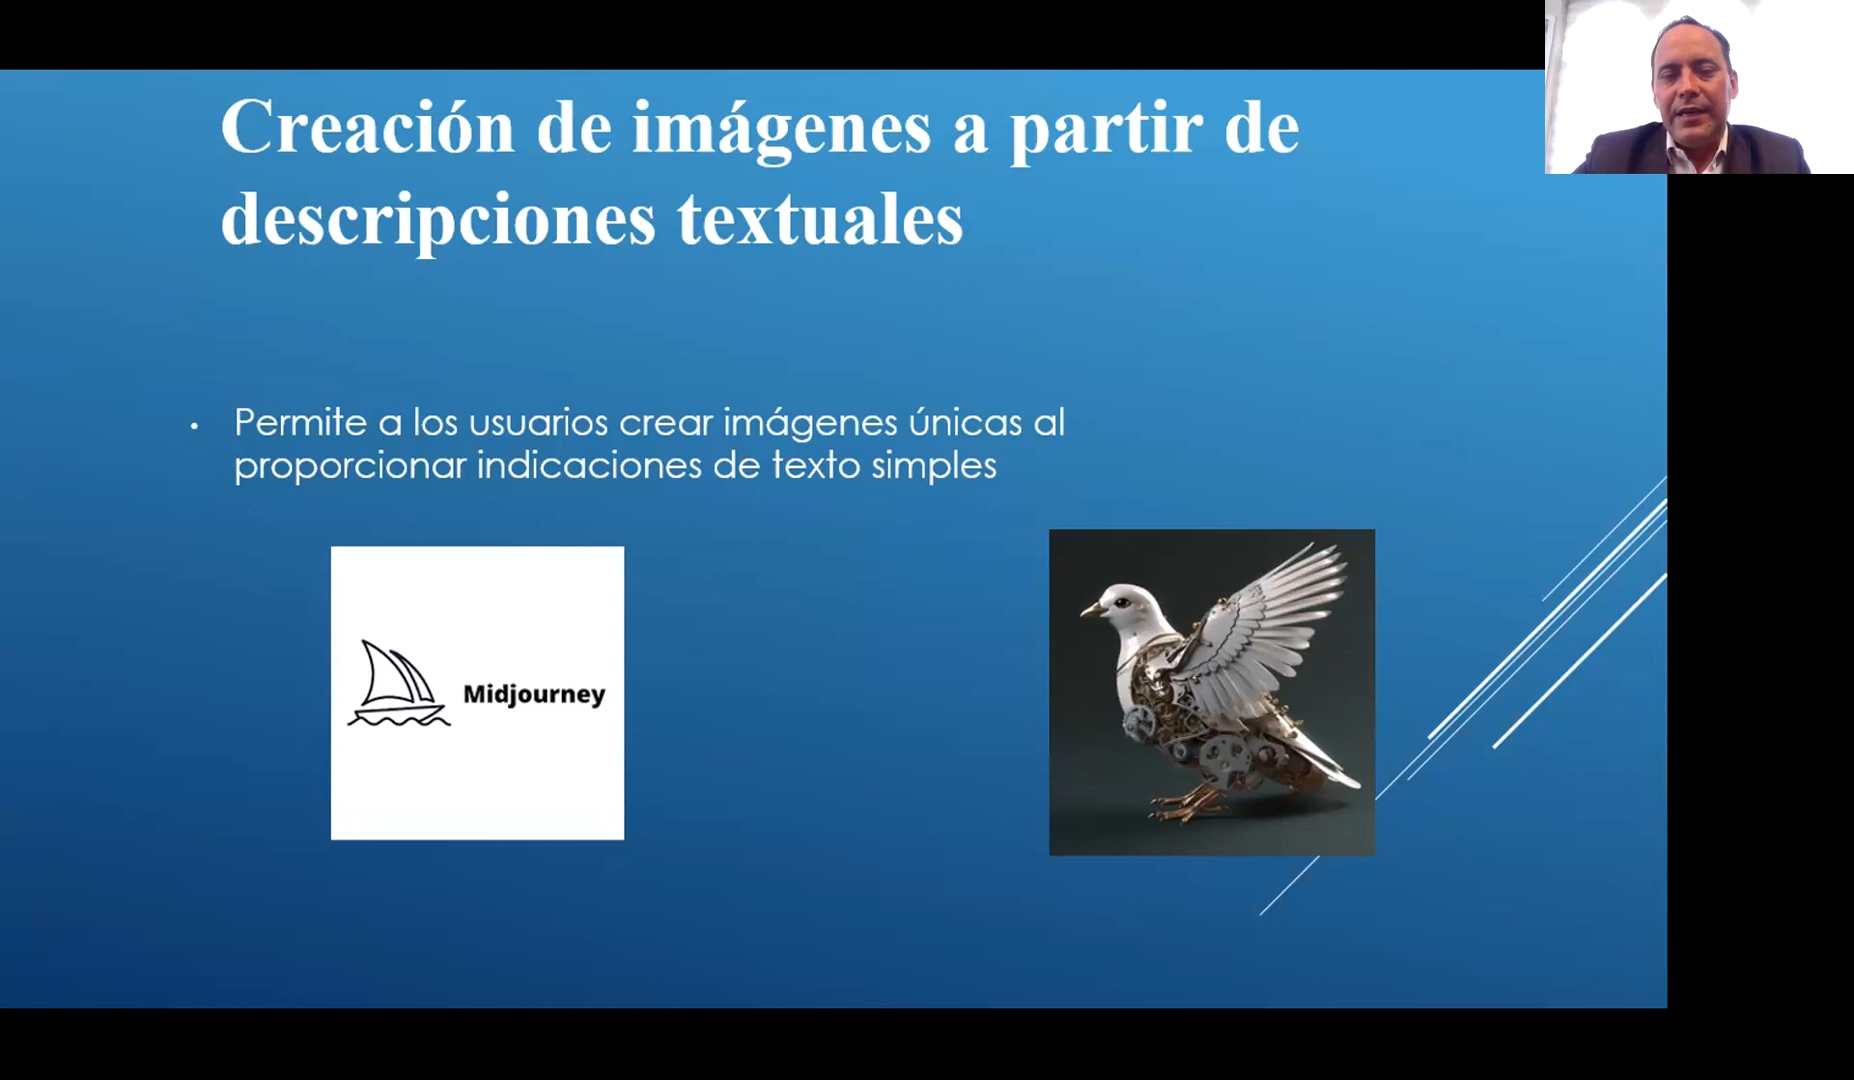 Creación de imágenes a partir de
descripciones textuales
• Permite a los usuarios crear imágenes únicas al
proporcionar indicaciones de texto simples
Midjourney